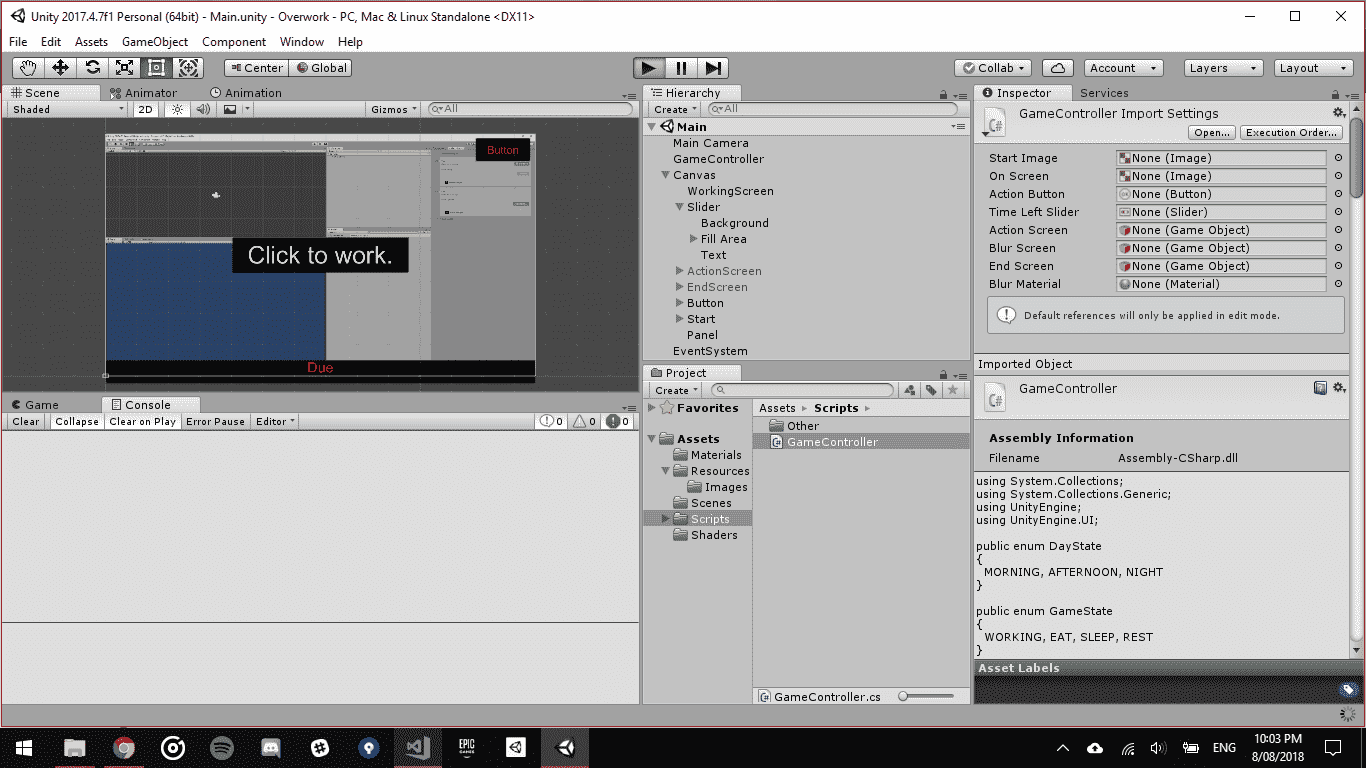 Unity 2017.4.7f1 Personal (64bit) - Main.unity - Overwork - PC, Mac & Linux Standalone <DX11>
File Edit Assets GameObject Component Window Help
Center Global
Collab Account Layers Layout
Scene Animator Animation
Shaded 2D Gizmos All
Button
Click to work.
Due
Game Console
Clear Collapse Clear on Play Error Pause Editor 0 0 0
Hierarchy
Create All
Main
Main Camera
GameController
Canvas
WorkingScreen
Slider
Background
Fill Area
Text
ActionScreen
EndScreen
Button
Start
Panel
EventSystem
Project
Create
Favorites
Assets
Materials
Resources
Images
Scenes
Scripts
Shaders
Assets Scripts
Other
GameController
GameController.cs
Inspector Services
GameController Import Settings
Open... Execution Order...
Start Image None (Image)
On Screen None (Image)
Action Button None (Button)
Time Left Slider None (Slider)
Action Screen None (Game Object)
Blur Screen None (Game Object)
End Screen None (Game Object)
Blur Material None (Material)
Default references will only be applied in edit mode.
Imported Object
GameController
Assembly Information
Filename Assembly-CSharp.dll
using System.Collections;
using System.Collections.Generic;
using UnityEngine;
using UnityEngine.UI;
public enum DayState
{
MORNING, AFTERNOON, NIGHT
}
public enum GameState
{
WORKING, EAT, SLEEP, REST
}
Asset Labels
EPIC GAMES
ENG
10:03 PM
8/08/2018